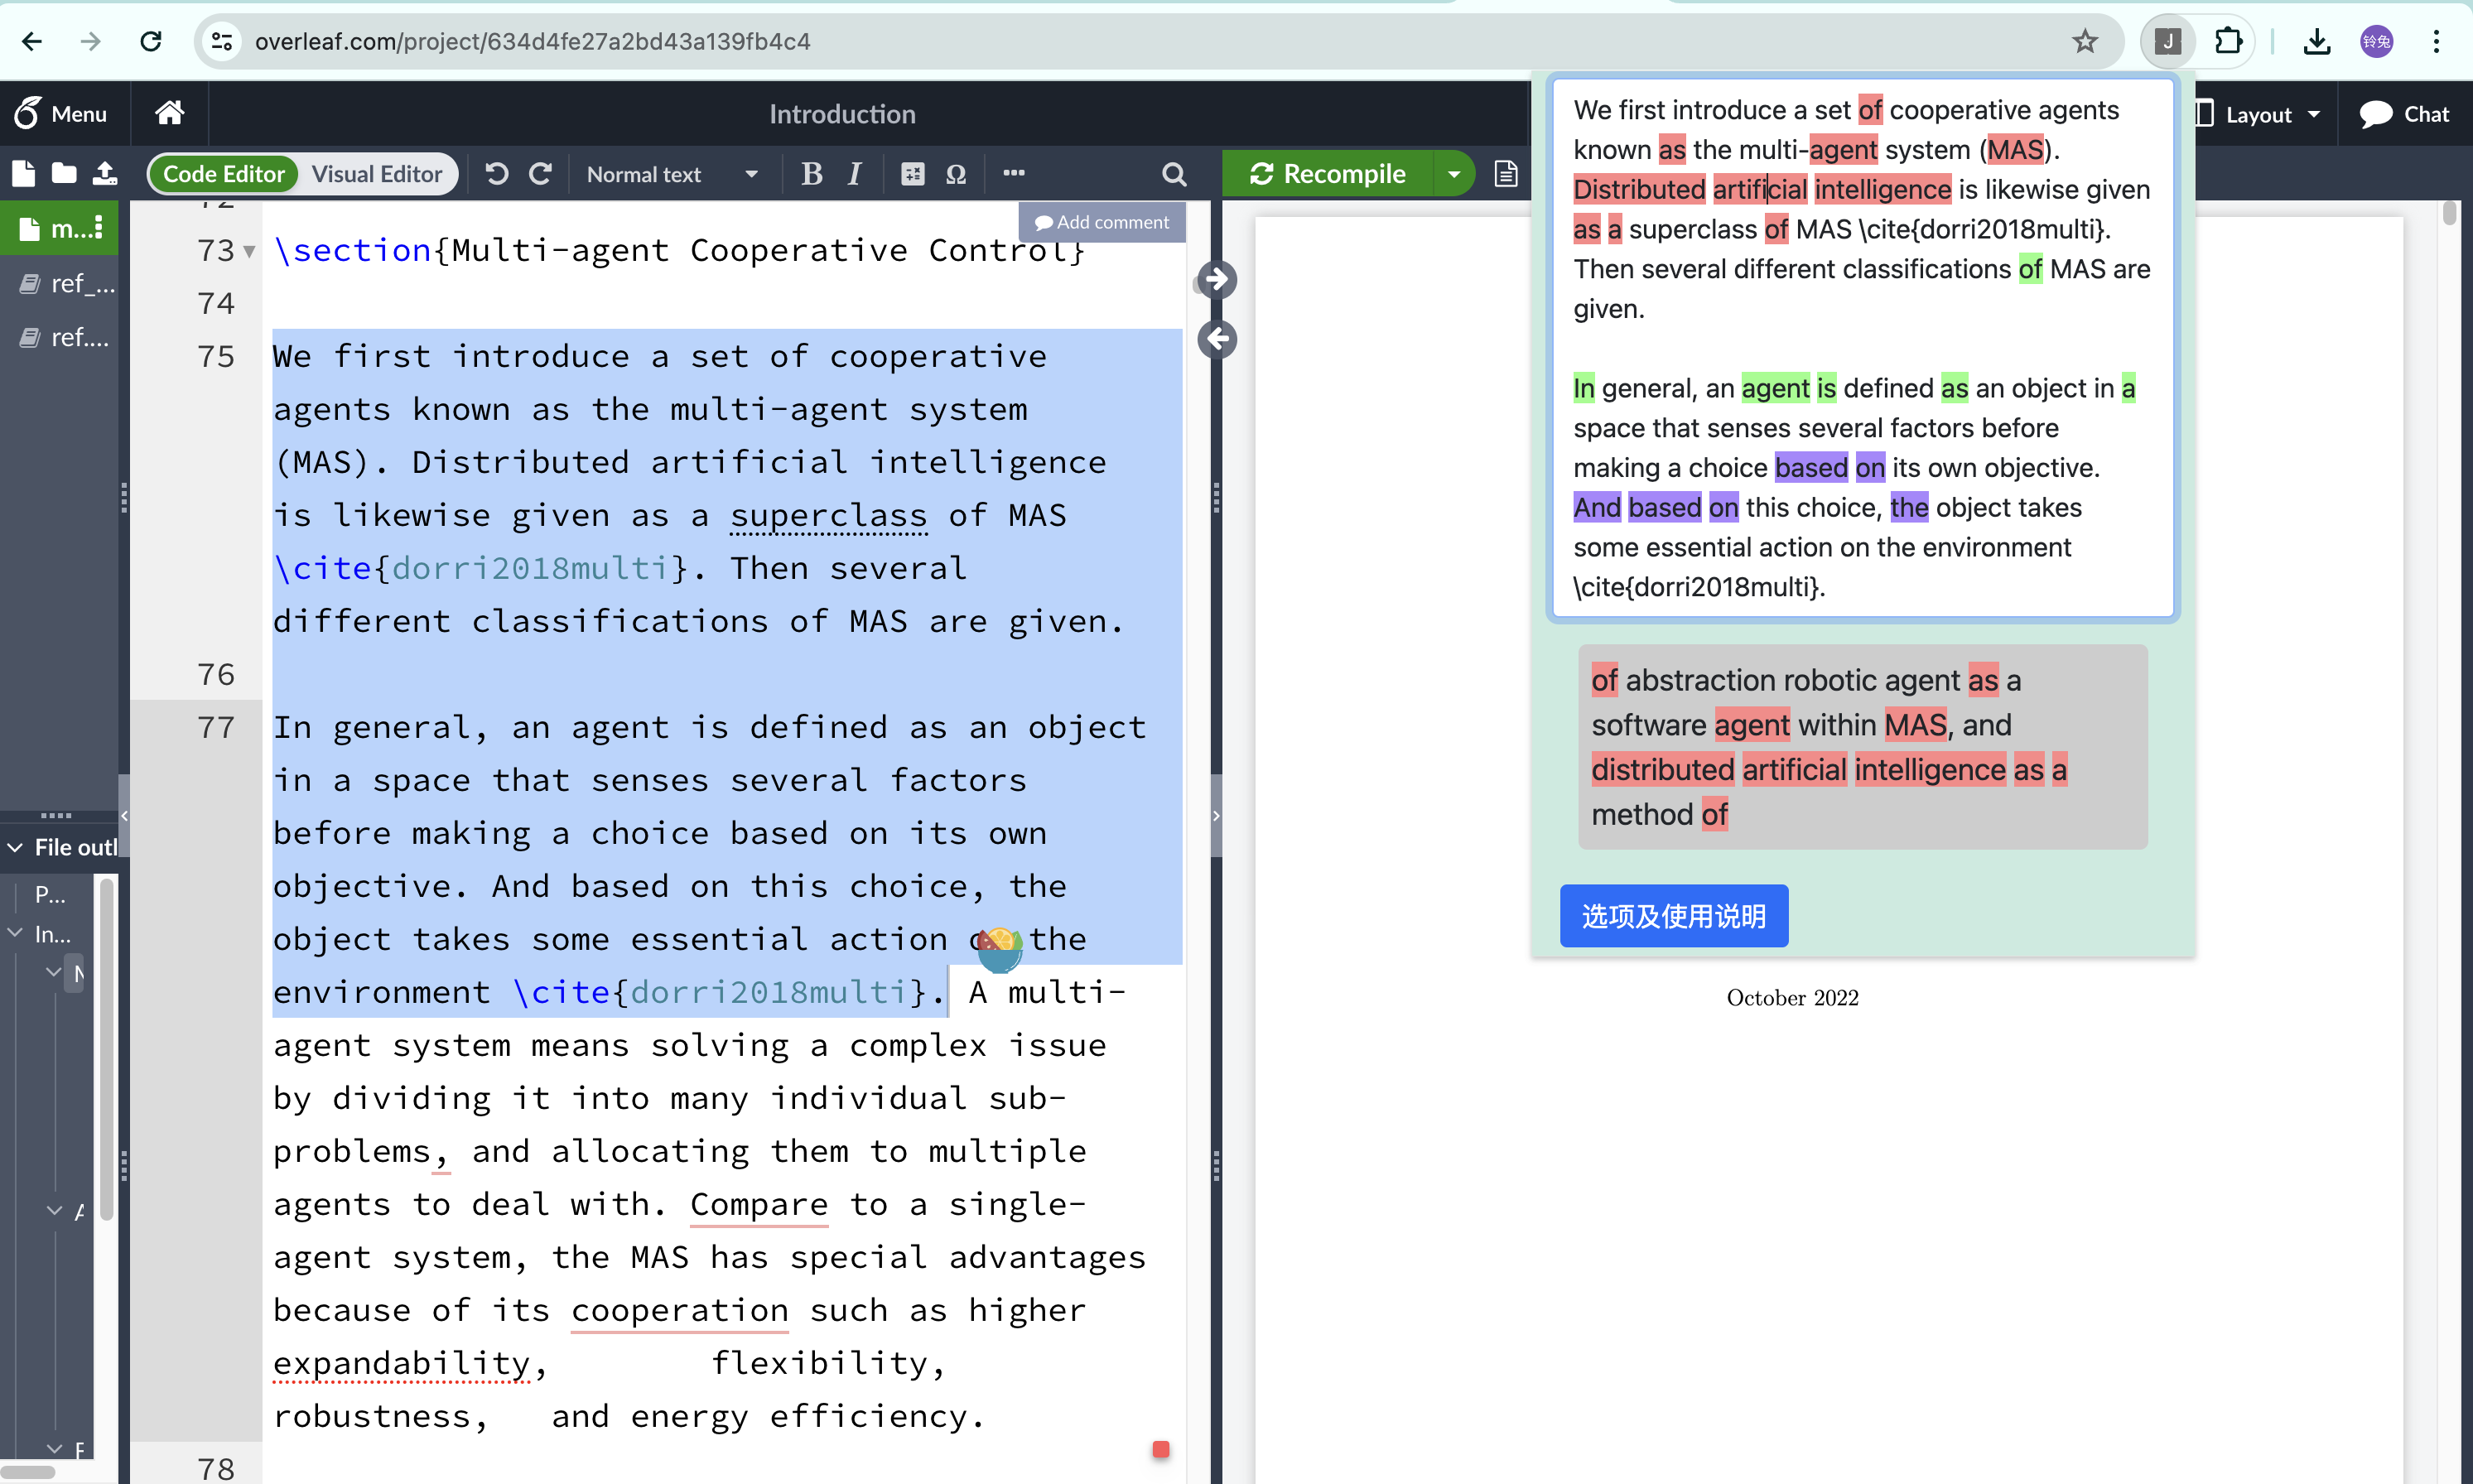 overleaf.com/project/634d4fe27a2bd43a139fb4c4
J
铃兔
Menu
Introduction
Layout
Chat
Code Editor
Visual Editor
Normal text
B
I
Ω
Recompile
m...
ref_...
ref....
File outl
P...
In...
Add comment
73
\section{Multi-agent Cooperative Control}
74
75
We first introduce a set of cooperative
agents known as the multi-agent system
(MAS). Distributed artificial intelligence
is likewise given as a superclass of MAS
\cite{dorri2018multi}. Then several
different classifications of MAS are given.
76
77
In general, an agent is defined as an object
in a space that senses several factors
before making a choice based on its own
objective. And based on this choice, the
object takes some essential action the
environment \cite{dorri2018multi}. A multi-
agent system means solving a complex issue
by dividing it into many individual sub-
problems, and allocating them to multiple
agents to deal with. Compare to a single-
agent system, the MAS has special advantages
because of its cooperation such as higher
expandability, flexibility,
robustness, and energy efficiency.
78
We first introduce a set of cooperative agents
known as the multi-agent system (MAS).
Distributed artificial intelligence is likewise given
as a superclass of MAS \cite{dorri2018multi}.
Then several different classifications of MAS are
given.
In general, an agent is defined as an object in a
space that senses several factors before
making a choice based on its own objective.
And based on this choice, the object takes
some essential action on the environment
\cite{dorri2018multi}.
of abstraction robotic agent as a
software agent within MAS, and
distributed artificial intelligence as a
method of
选项及使用说明
October 2022